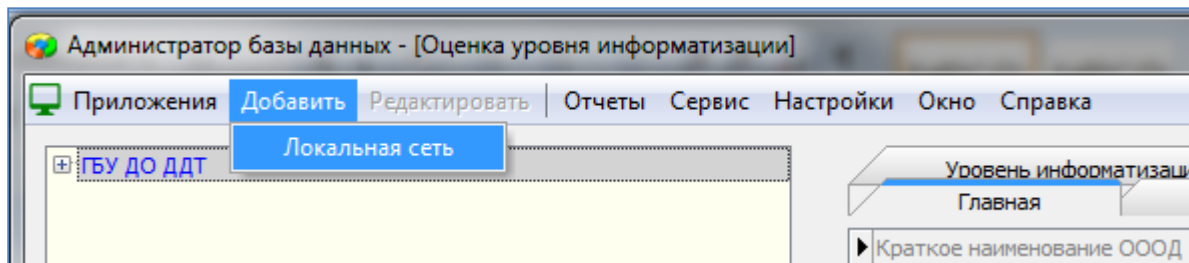 Администратор базы данных - [Оценка уровня информатизации]
Приложения Добавить Редактировать Отчеты Сервис Настройки Окно Справка
Локальная сеть
ГБУ ДО ДДТ
Уровень информатизаци
Главная
Краткое наименование ОООД